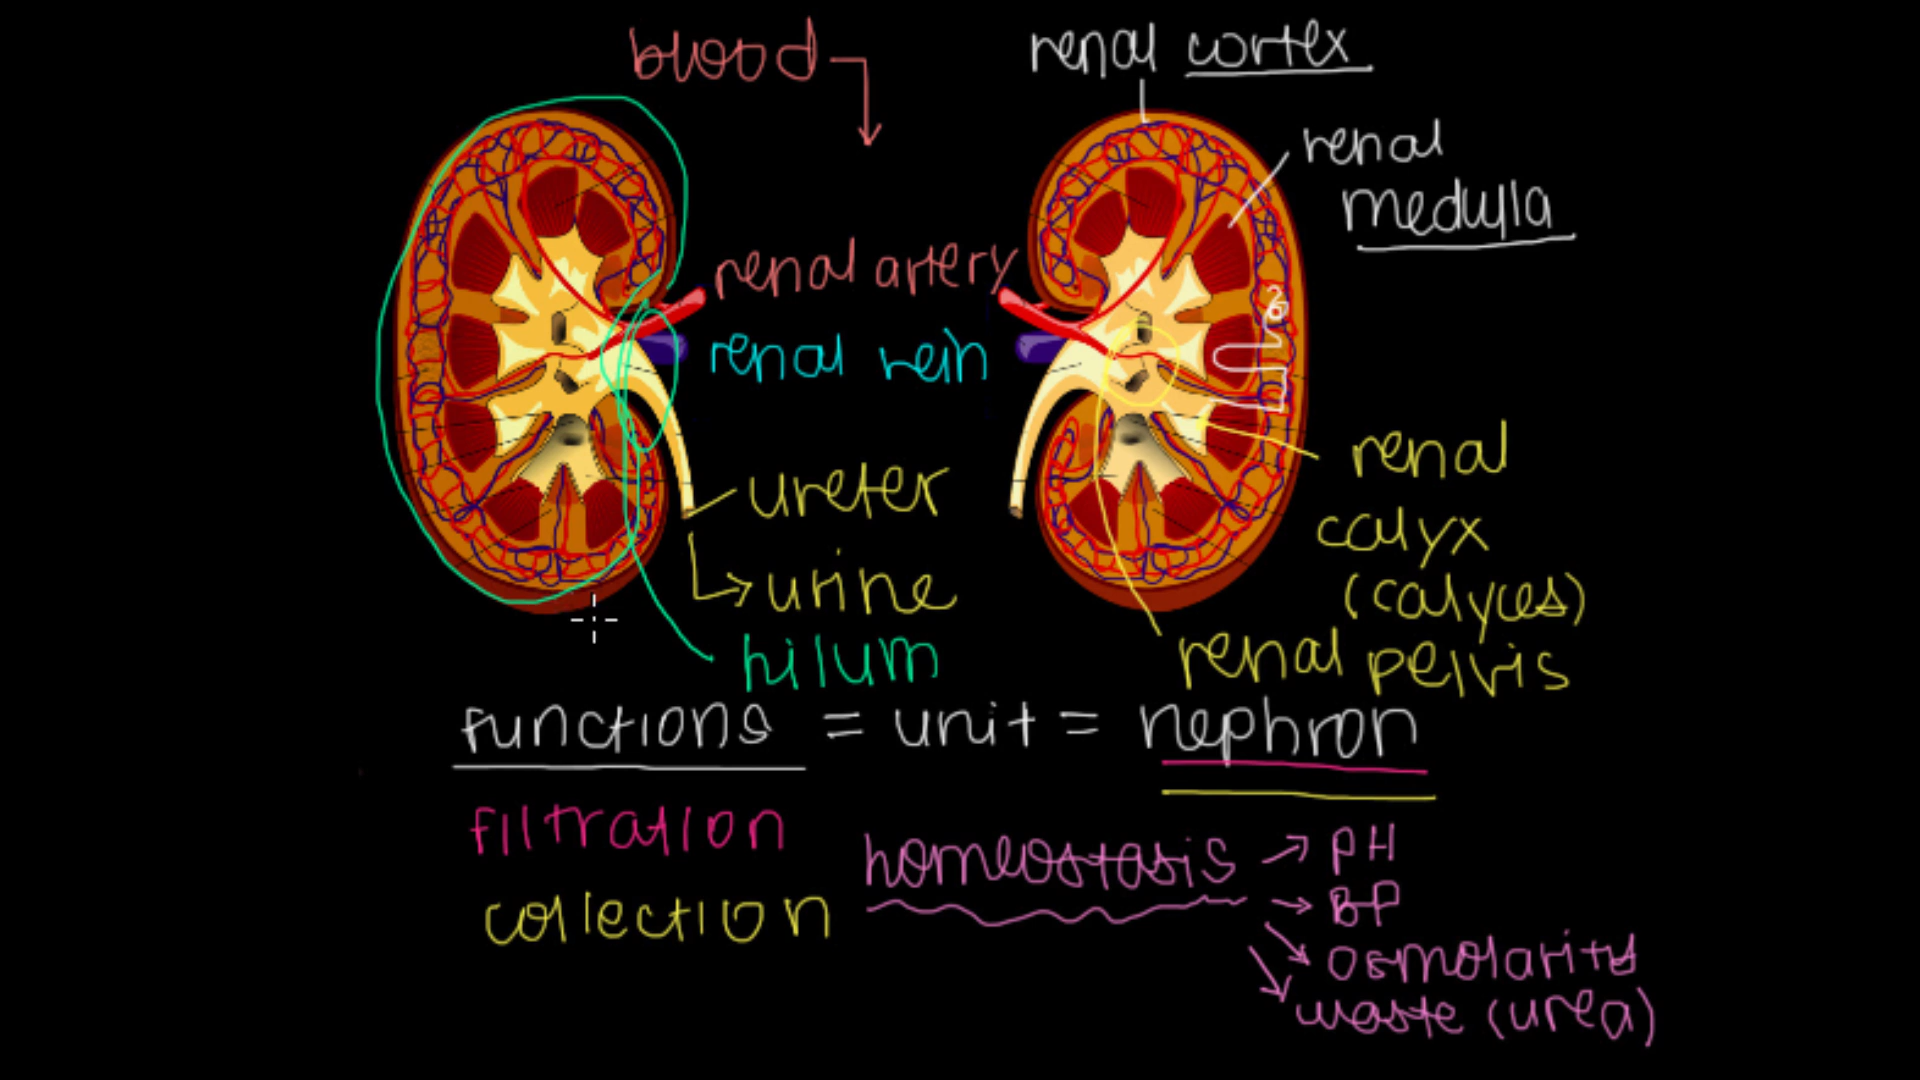 blood
renal cortex
renal
medulla
renal artery
renal vein
ureter
urine
hilum
renal
calyx
(calyces)
renal pelvis
functions = unit = nephron
filtration
collection
homeostasis → pH
→ BP
→ osmolarity
→ waste (urea)